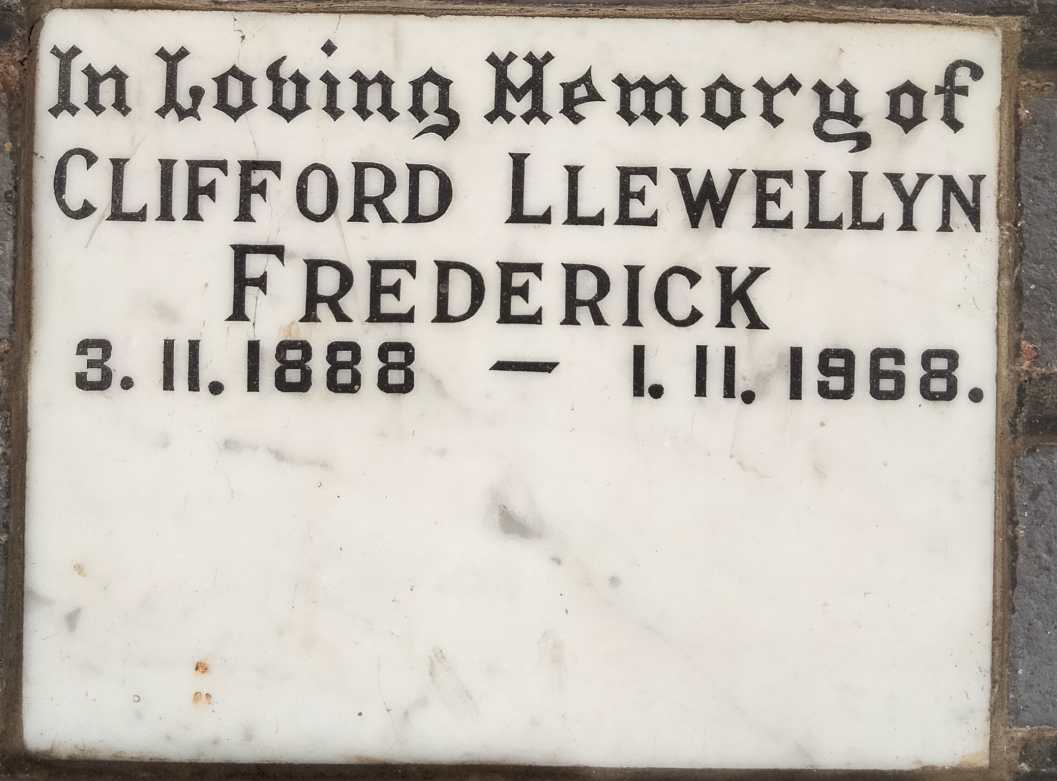 In Loving Memory of
CLIFFORD LLEWELLYN
FREDERICK
3.11.1888 — 1.11.1968.